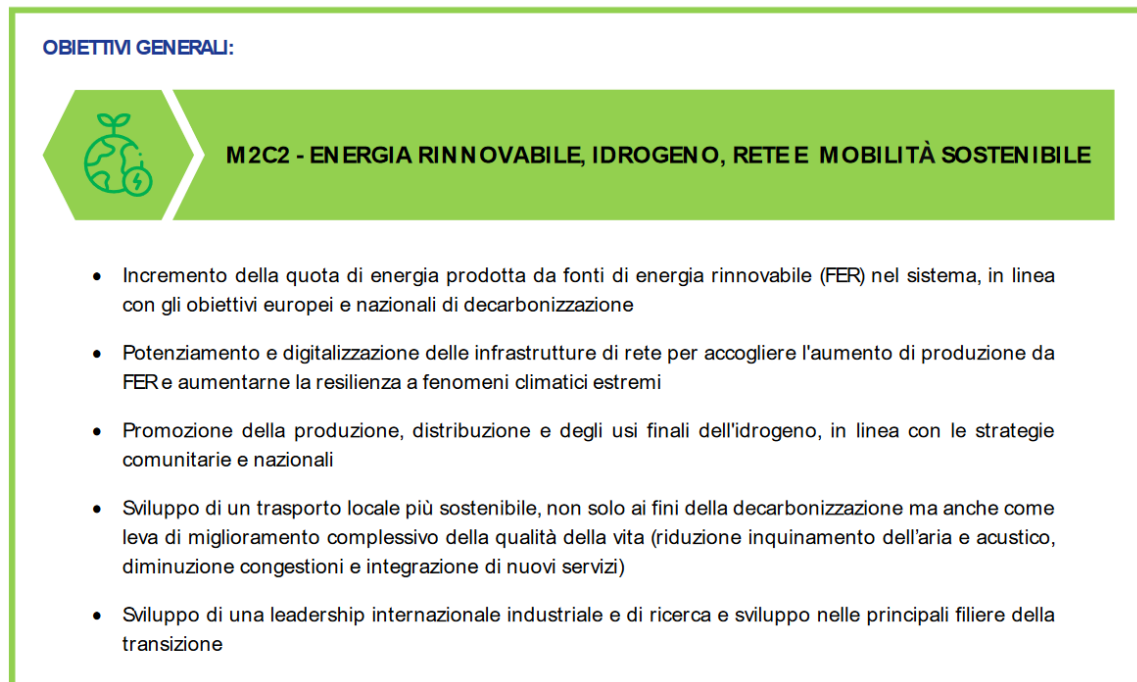 OBIETTIVI GENERALI:
M2C2 - ENERGIA RINNOVABILE, IDROGENO, RETE E MOBILITÀ SOSTENIBILE
• Incremento della quota di energia prodotta da fonti di energia rinnovabile (FER) nel sistema, in linea
con gli obiettivi europei e nazionali di decarbonizzazione
• Potenziamento e digitalizzazione delle infrastrutture di rete per accogliere l'aumento di produzione da
FER e aumentarne la resilienza a fenomeni climatici estremi
• Promozione della produzione, distribuzione e degli usi finali dell'idrogeno, in linea con le strategie
comunitarie e nazionali
• Sviluppo di un trasporto locale più sostenibile, non solo ai fini della decarbonizzazione ma anche come
leva di miglioramento complessivo della qualità della vita (riduzione inquinamento dell’aria e acustico,
diminuzione congestioni e integrazione di nuovi servizi)
• Sviluppo di una leadership internazionale industriale e di ricerca e sviluppo nelle principali filiere della
transizione